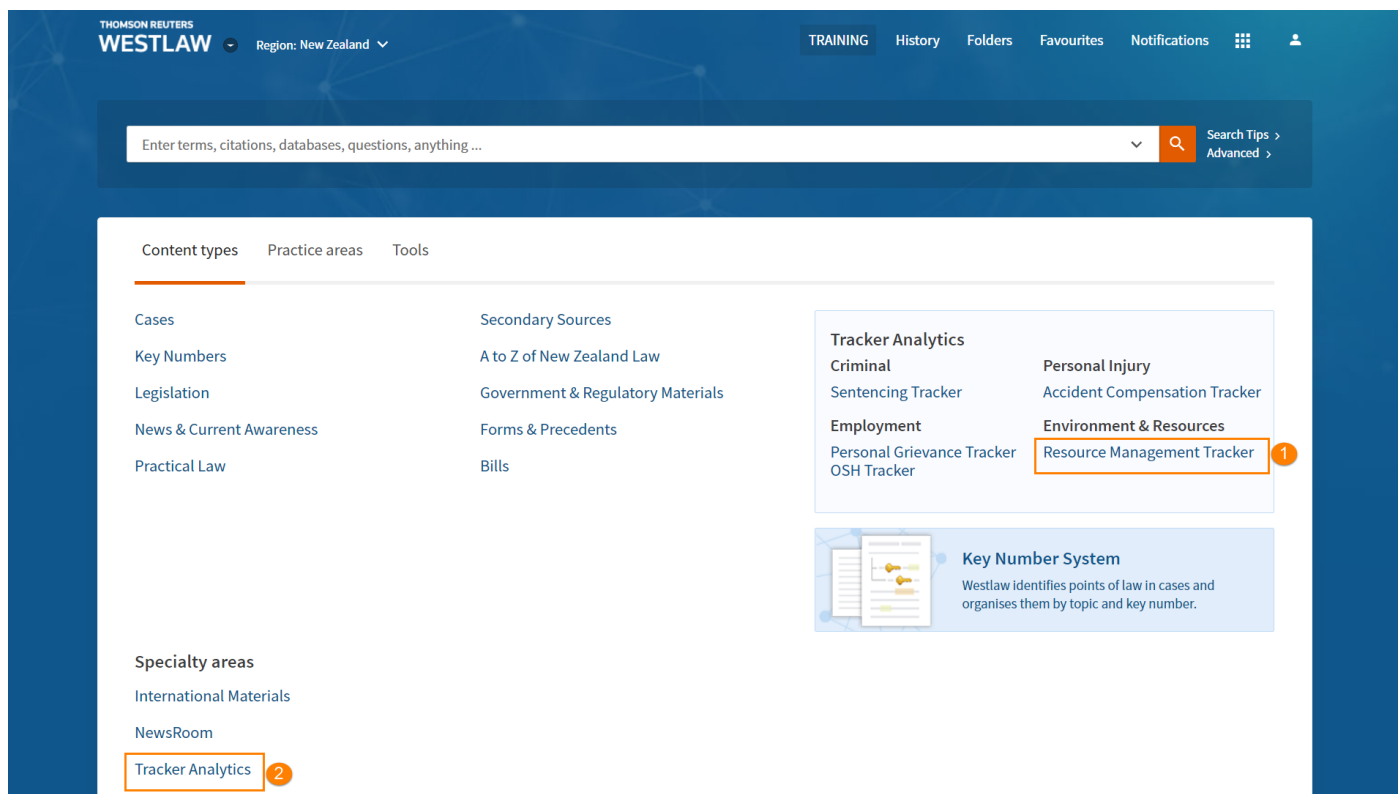 THOMSON REUTERS
WESTLAW
Region: New Zealand
TRAINING History Folders Favourites Notifications
Enter terms, citations, databases, questions, anything ...
Search Tips >
Advanced >
Content types Practice areas Tools
Cases
Key Numbers
Legislation
News & Current Awareness
Practical Law
Secondary Sources
A to Z of New Zealand Law
Government & Regulatory Materials
Forms & Precedents
Bills
Tracker Analytics
Criminal
Sentencing Tracker
Personal Injury
Accident Compensation Tracker
Employment
Personal Grievance Tracker
OSH Tracker
Environment & Resources
Resource Management Tracker
1
Key Number System
Westlaw identifies points of law in cases and
organises them by topic and key number.
Specialty areas
International Materials
NewsRoom
Tracker Analytics
2